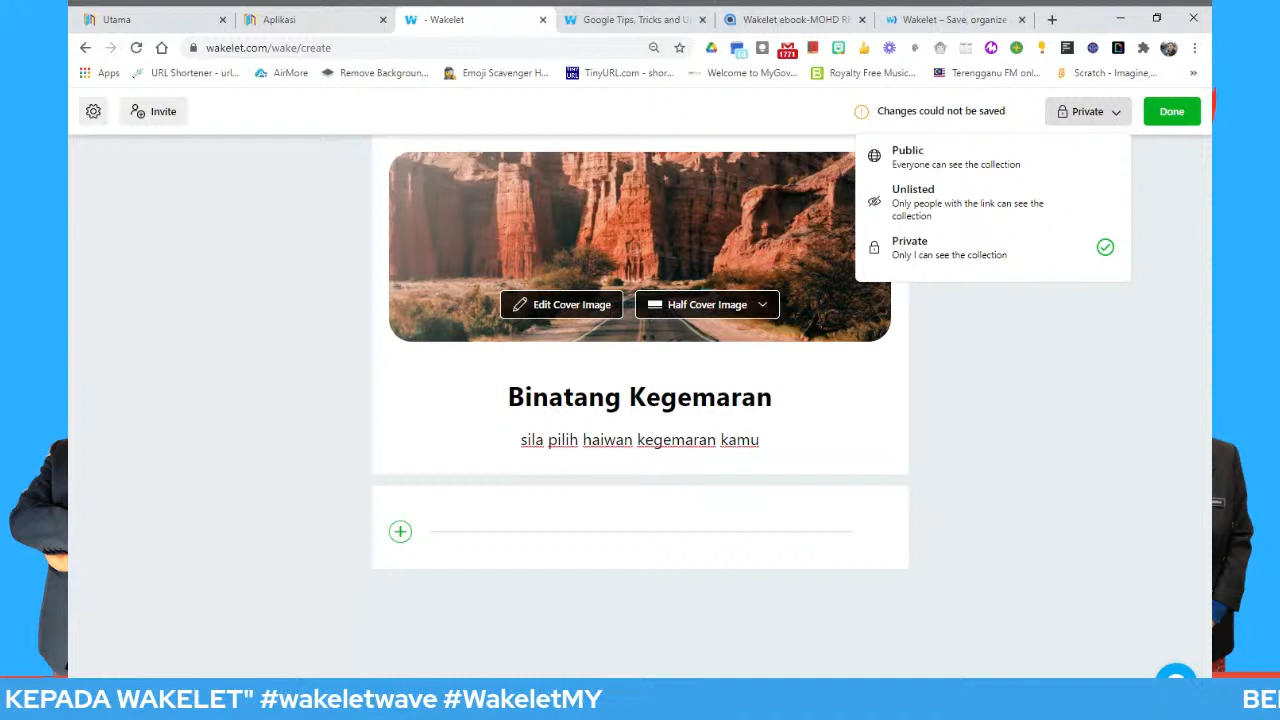 Utama
Aplikasi
- Wakelet
Google Tips, Tricks and U
Wakelet ebook-MOHD R
Wakelet – Save, organize
wakelet.com/wake/create
1771
Apps
URL Shortener - url...
AirMore
Remove Backgroun...
Emoji Scavenger H...
TinyURL.com - shor...
Welcome to MyGov...
Royalty Free Music...
Terengganu FM onl...
Scratch - Imagine,...
Invite
Changes could not be saved
Private
Done
Public
Everyone can see the collection
Unlisted
Only people with the link can see the
collection
Private
Only I can see the collection
Edit Cover Image
Half Cover Image
Binatang Kegemaran
sila pilih haiwan kegemaran kamu
KEPADA WAKELET" #wakeletwave #WakeletMY